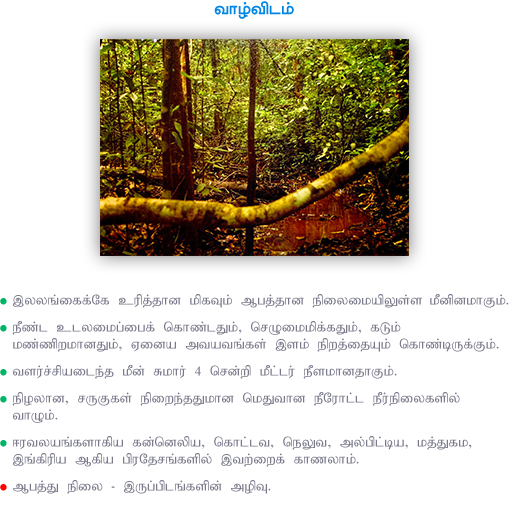 வாழ்விடம்
இலலங்கைக்கே உரித்தான மிகவும் ஆபத்தான நிலைமையிலுள்ள மீனினமாகும்.
நீண்ட உடலமைப்பைக் கொண்டதும், செழுமைமிக்கதும், கடும்
மண்ணிறமானதும், ஏனைய அவயவங்கள் இளம் நிறத்தையும் கொண்டிருக்கும்.
வளர்ச்சியடைந்த மீன் சுமார் 4 சென்றி மீட்டர் நீளமானதாகும்.
நிழலான, சருகுகள் நிறைந்ததுமான மெதுவான நீரோட்ட நீர்நிலைகளில்
வாழும்.
ஈரவலயங்களாகிய கன்னெலிய, கொட்டவ, நெலுவ, அல்பிட்டிய, மத்துகம,
இங்கிரிய ஆகிய பிரதேசங்களில் இவற்றைக் காணலாம்.
ஆபத்து நிலை - இருப்பிடங்களின் அழிவு.